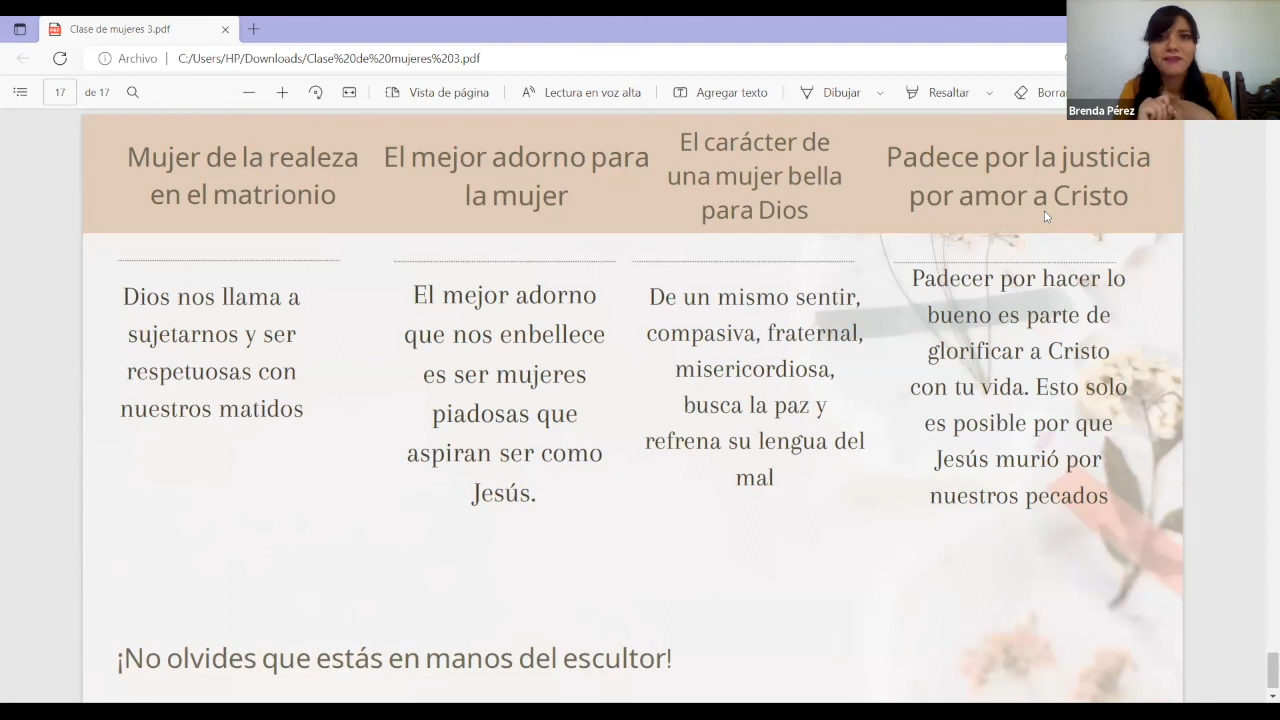 Clase de mujeres 3.pdf
Archivo
C:/Users/HP/Downloads/Clase%20de%20mujeres%203.pdf
17 de 17
Vista de página
Lectura en voz alta
Agregar texto
Dibujar
Resaltar
Borrar
Brenda Pérez
Mujer de la realeza
en el matrionio
Dios nos llama a
sujetarnos y ser
respetuosas con
nuestros matidos
El mejor adorno para
la mujer
El mejor adorno
que nos enbellece
es ser mujeres
piadosas que
aspiran ser como
Jesús.
El carácter de
una mujer bella
para Dios
De un mismo sentir,
compasiva, fraternal,
misericordiosa,
busca la paz y
refrena su lengua del
mal
Padece por la justicia
por amor a Cristo
Padecer por hacer lo
bueno es parte de
glorificar a Cristo
con tu vida. Esto solo
es posible por que
Jesús murió por
nuestros pecados
¡No olvides que estás en manos del escultor!